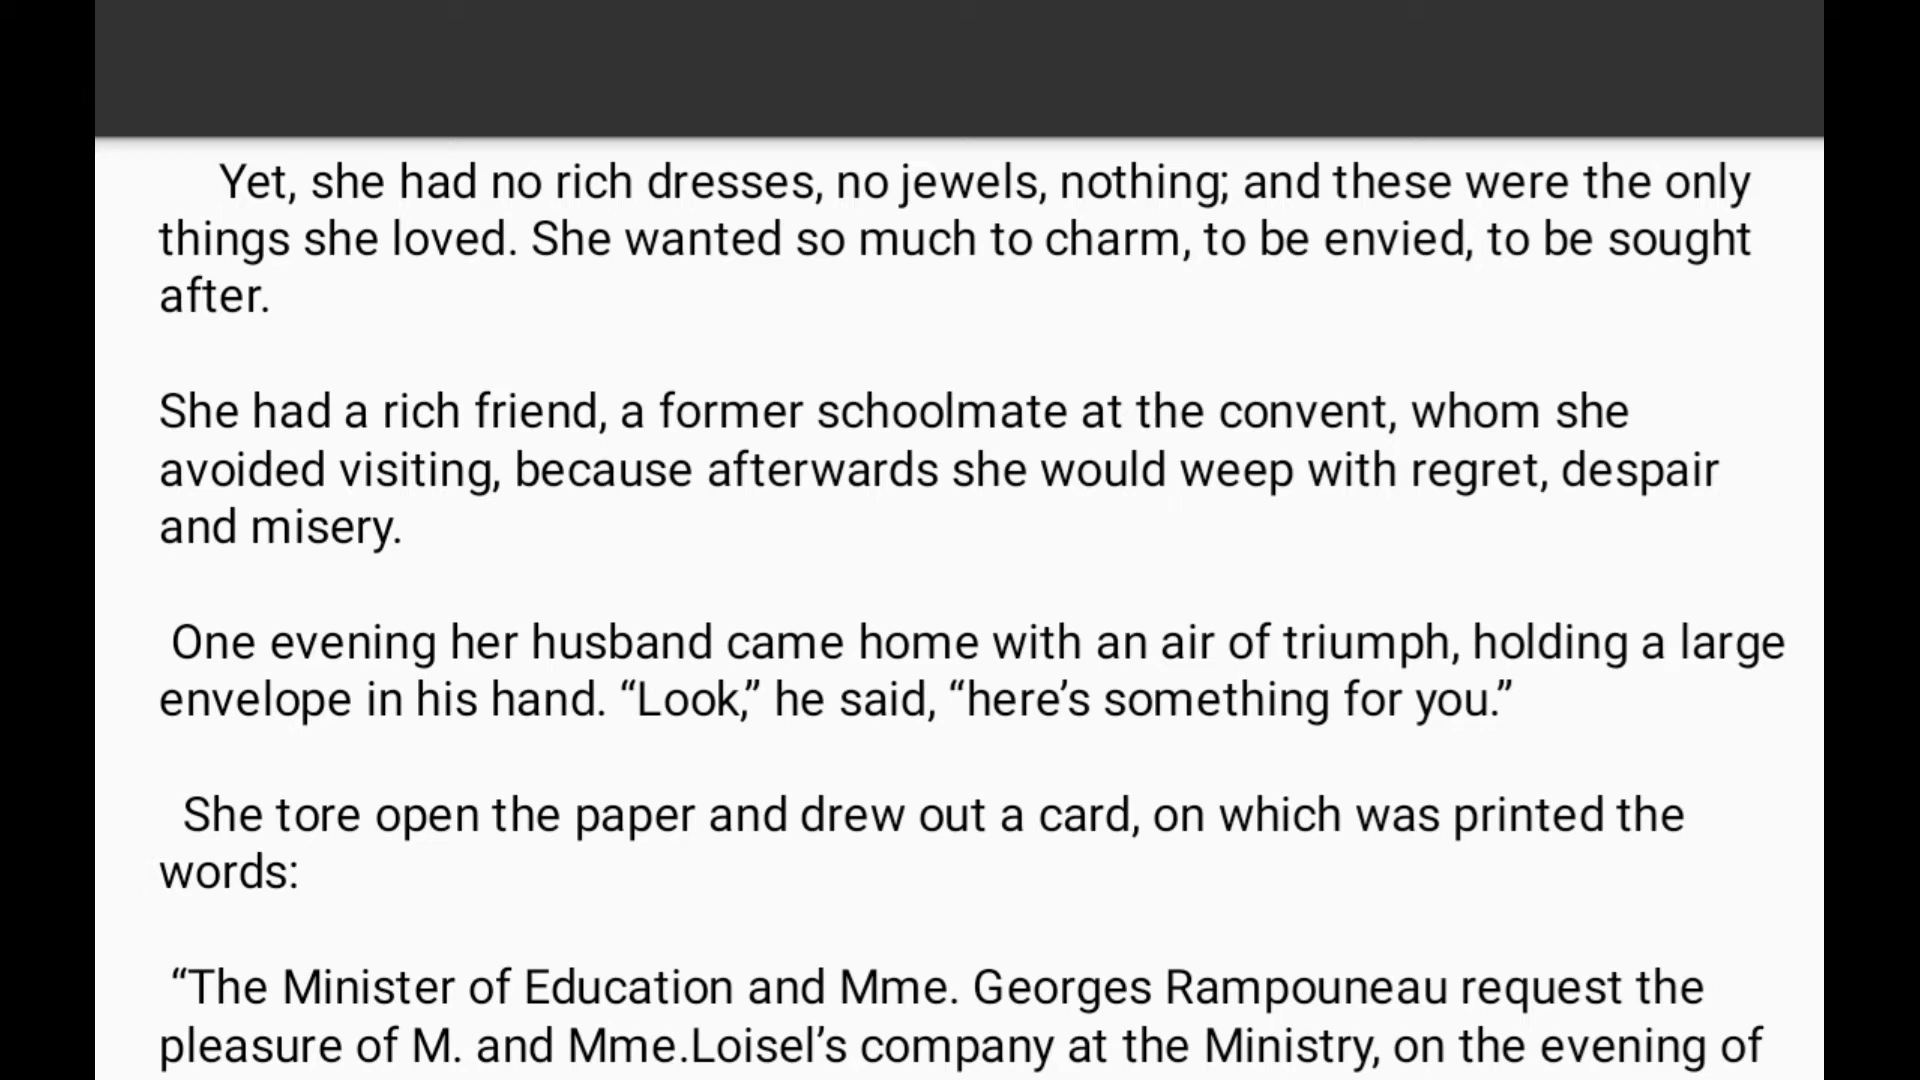 Yet, she had no rich dresses, no jewels, nothing; and these were the only
things she loved. She wanted so much to charm, to be envied, to be sought
after.
She had a rich friend, a former schoolmate at the convent, whom she
avoided visiting, because afterwards she would weep with regret, despair
and misery.
One evening her husband came home with an air of triumph, holding a large
envelope in his hand. “Look,” he said, “here’s something for you.”
She tore open the paper and drew out a card, on which was printed the
words:
“The Minister of Education and Mme. Georges Rampouneau request the
pleasure of M. and Mme.Loisel’s company at the Ministry, on the evening of